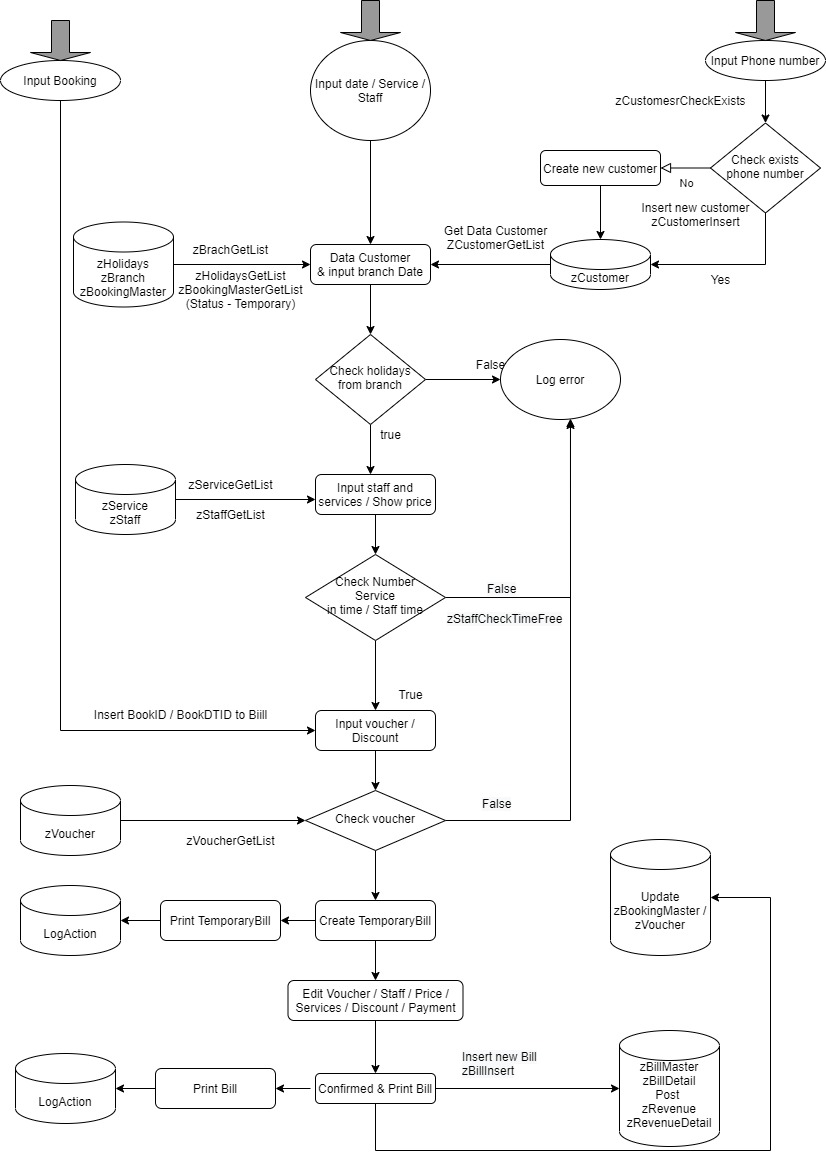 Input Booking
Input date / Service /
Staff
Input Phone number
zCustomesrCheckExists
Check exists
phone number
Create new customer
No
Insert new customer
zCustomerInsert
Get Data Customer
ZCustomerGetList
zCustomer
Yes
zHolidays
zBranch
zBookingMaster
zBrachGetList
zHolidaysGetList
zBookingMasterGetList
(Status - Temporary)
Data Customer
& input branch Date
Check holidays
from branch
False
Log error
true
zService
zStaff
zServiceGetList
zStaffGetList
Input staff and
services / Show price
Check Number
Service
in time / Staff time
False
zStaffCheckTimeFree
True
Insert BookID / BookDTID to Biill
Input voucher /
Discount
zVoucher
zVoucherGetList
Check voucher
False
Update
zBookingMaster /
zVoucher
LogAction
Print TemporaryBill
Create TemporaryBill
Edit Voucher / Staff / Price /
Services / Discount / Payment
LogAction
Print Bill
Confirmed & Print Bill
Insert new Bill
zBillInsert
zBillMaster
zBillDetail
Post
zRevenue
zRevenueDetail